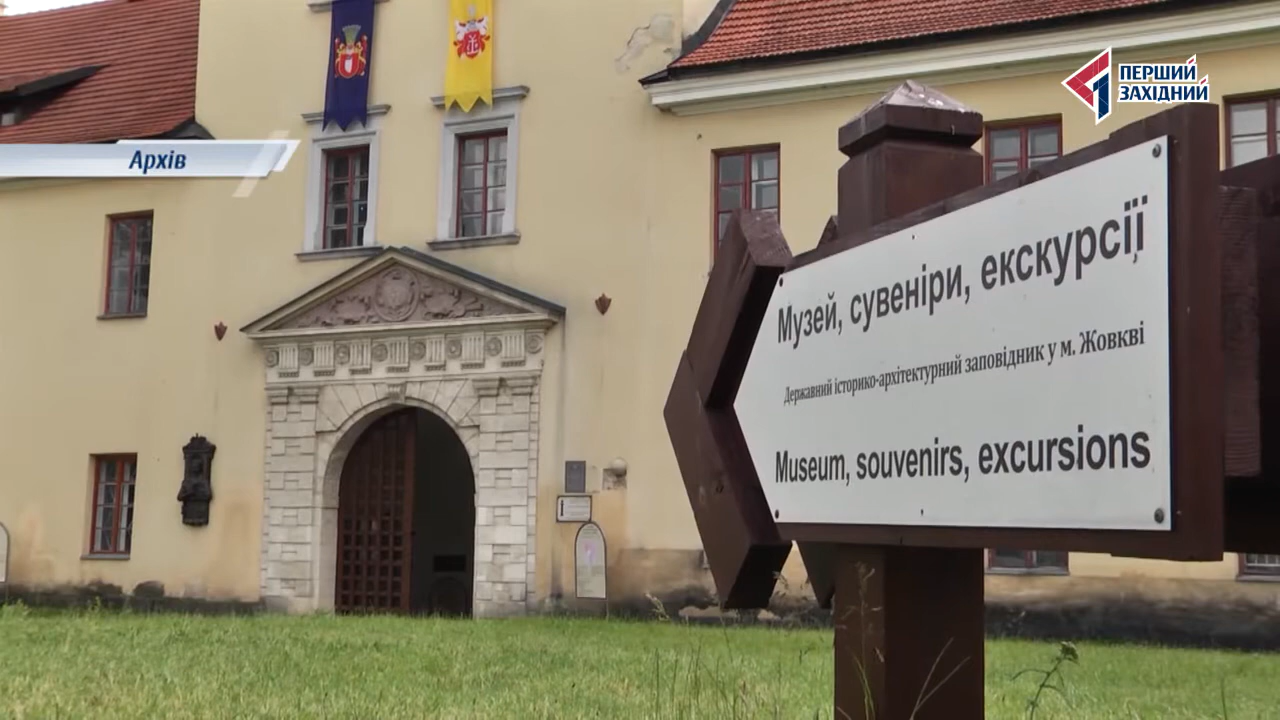 ПЕРШИЙ
ЗАХІДНИЙ
Архів
Музей, сувеніри, екскурсії
Державний історико-архітектурний заповідник у м. Жовкві
Museum, souvenirs, excursions